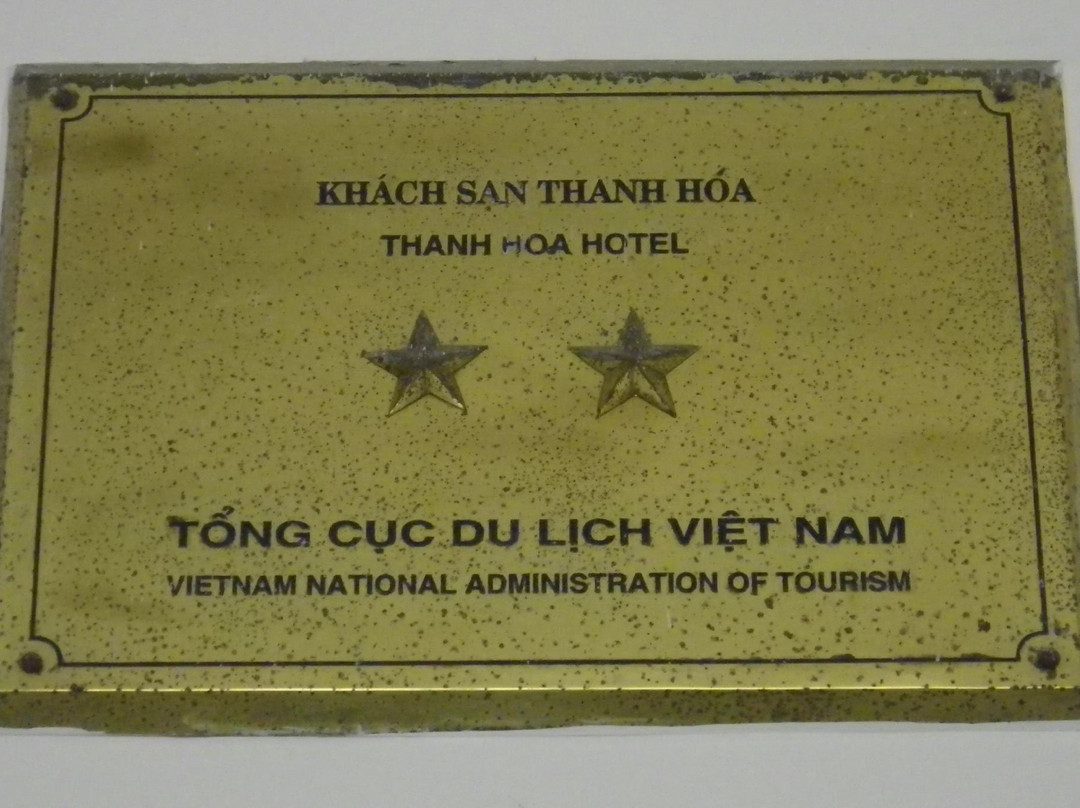 KHÁCH SẠN THANH HÓA
THANH HOA HOTEL
TỔNG CỤC DU LỊCH VIỆT NAM
VIETNAM NATIONAL ADMINISTRATION OF TOURISM